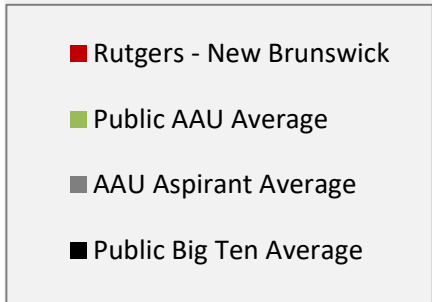 Rutgers - New Brunswick
Public AAU Average
AAU Aspirant Average
Public Big Ten Average